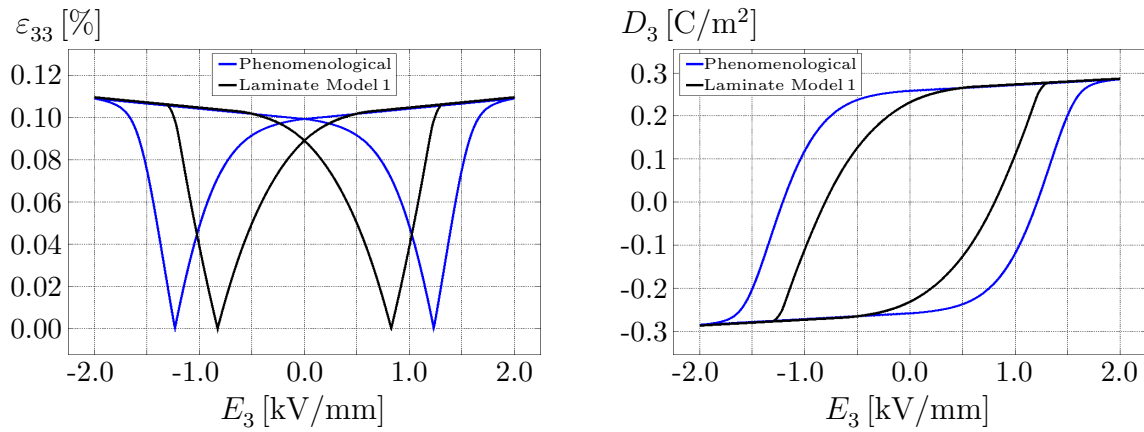 ε₃₃ [%]
Phenomenological
Laminate Model 1
0.12
0.10
0.08
0.06
0.04
0.02
0.00
-2.0 -1.0 0.0 1.0 2.0
E₃ [kV/mm]
D₃ [C/m²]
Phenomenological
Laminate Model 1
0.3
0.2
0.1
0.0
-0.1
-0.2
-0.3
-2.0 -1.0 0.0 1.0 2.0
E₃ [kV/mm]